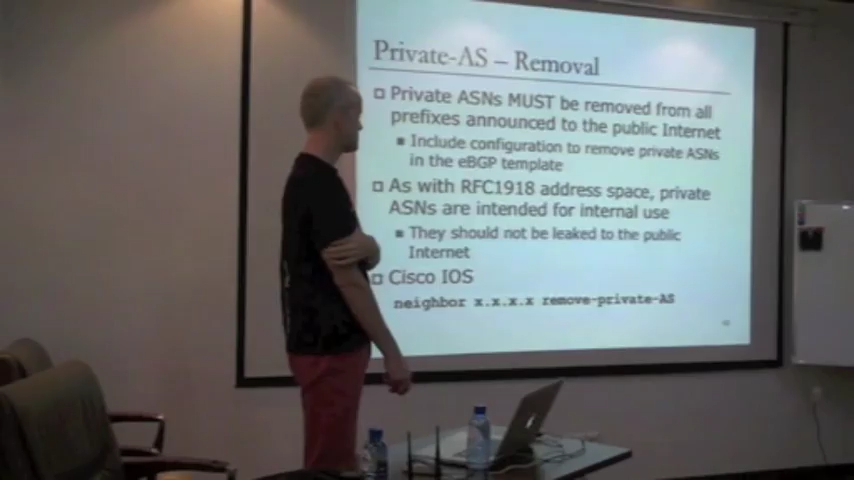 Private-AS – Removal
Private ASNs MUST be removed from all
prefixes announced to the public Internet
Include configuration to remove private ASNs
in the eBGP template
As with RFC1918 address space, private
ASNs are intended for internal use
They should not be leaked to the public
Internet
Cisco IOS
neighbor x.x.x.x remove-private-AS